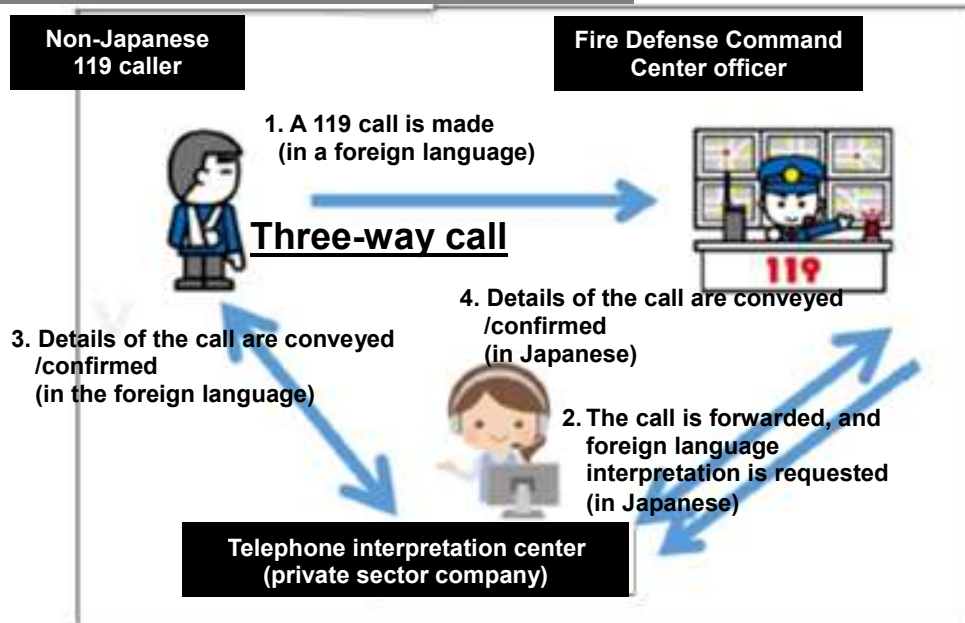 Non-Japanese
119 caller
Fire Defense Command
Center officer
1. A 119 call is made
(in a foreign language)
Three-way call
119
4. Details of the call are conveyed
/confirmed
(in Japanese)
3. Details of the call are conveyed
/confirmed
(in the foreign language)
2. The call is forwarded, and
foreign language
interpretation is requested
(in Japanese)
Telephone interpretation center
(private sector company)